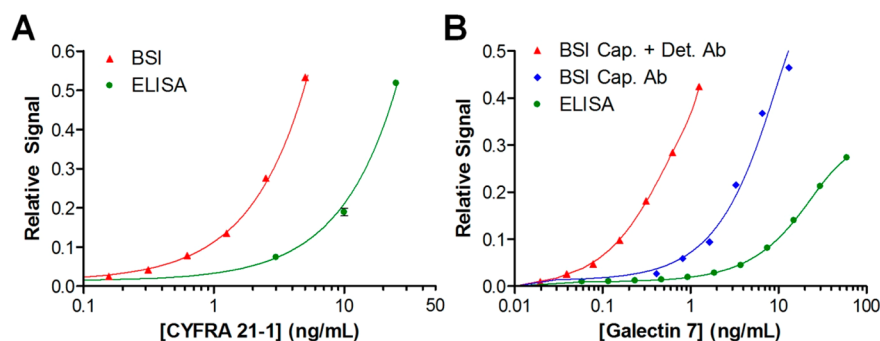 A
BSI
ELISA
0.6
0.5
0.4
0.3
0.2
0.1
0.0
Relative Signal
0.1
1
10
50
[CYFRA 21-1] (ng/mL)
B
BSI Cap. + Det. Ab
BSI Cap. Ab
ELISA
0.5
0.4
0.3
0.2
0.1
0.0
Relative Signal
0.01
0.1
1
10
100
[Galectin 7] (ng/mL)